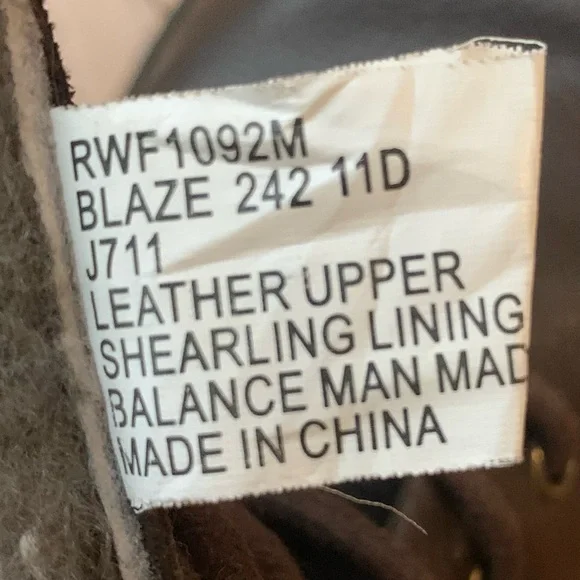 RWF1092M
BLAZE 242 11D
J711
LEATHER UPPER
SHEARLING LINING
BALANCE MAN MAD
MADE IN CHINA